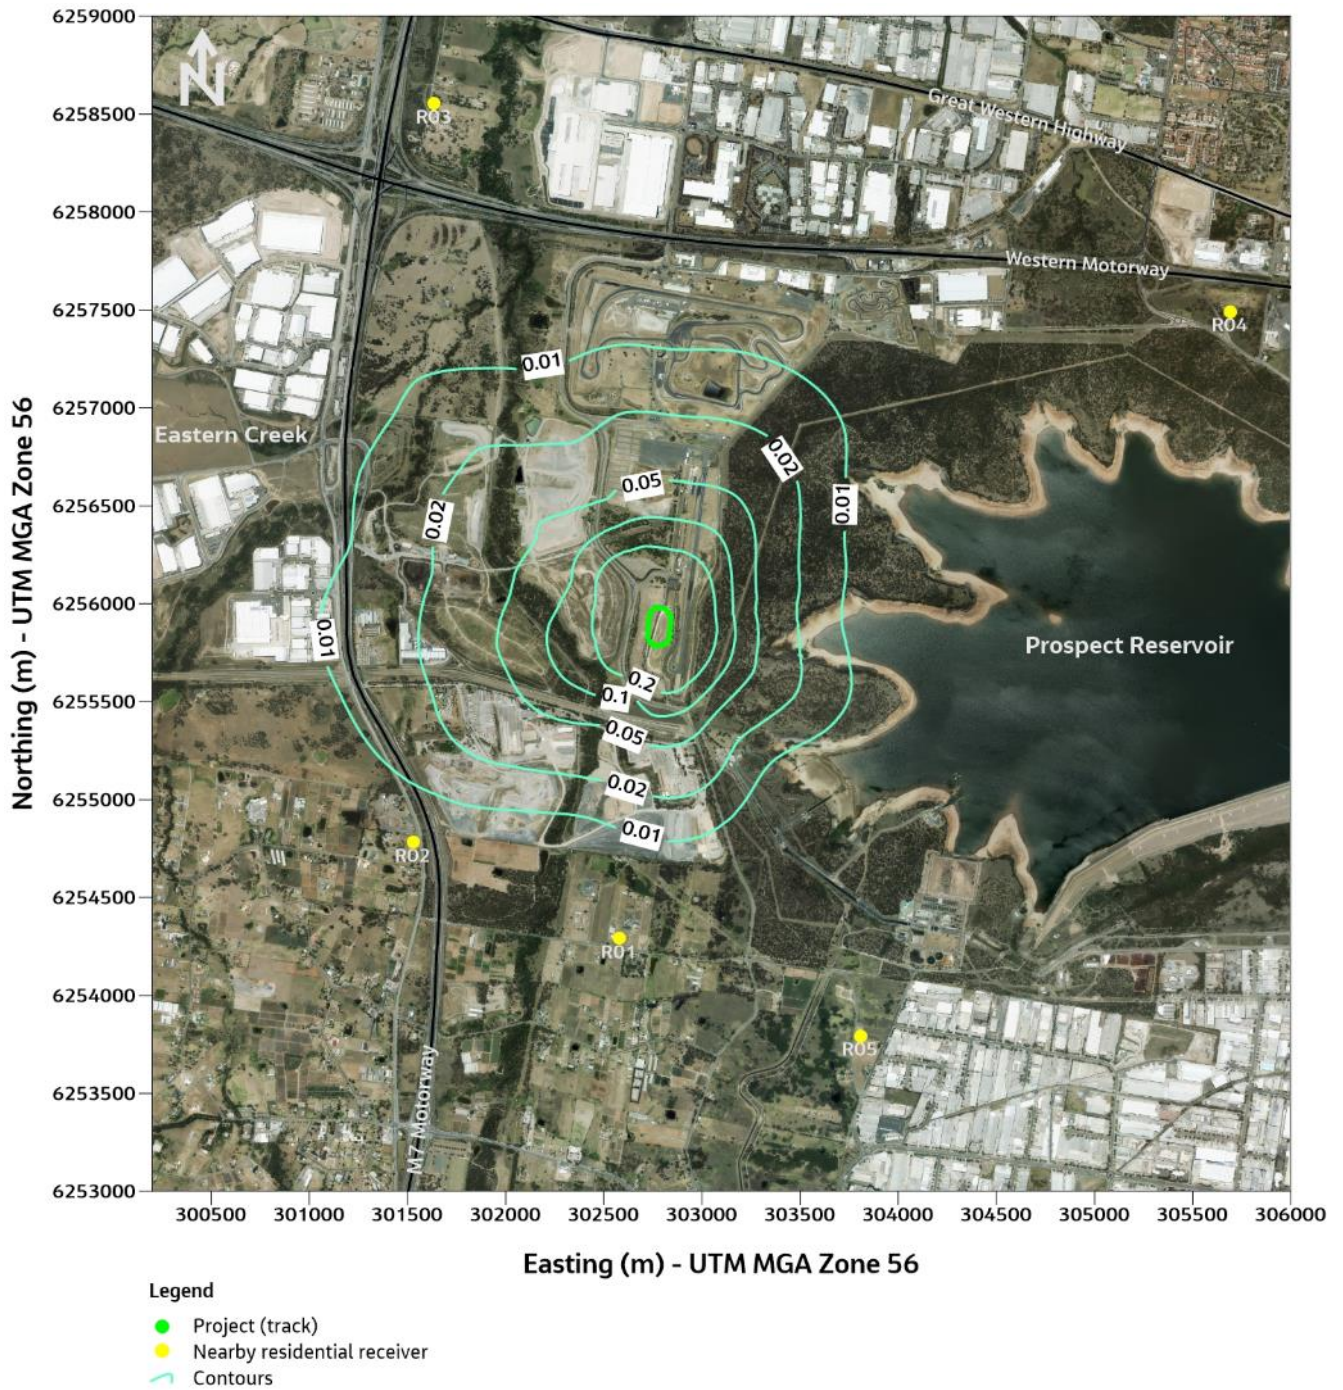 6259000
N
R03
Great Western Highway
6258500
6258000
Western Motorway
6257500
R04
0.01
6257000
Eastern Creek
0.02
0.05
0.02
0.01
6256500
6256000
0.01
Prospect Reservoir
0.2
0.1
6255500
0.05
0.02
6255000
0.01
R02
6254500
R01
6254000
R05
6253500
M7 Motorway
6253000
Northing (m) - UTM MGA Zone 56
300500 301000 301500 302000 302500 303000 303500 304000 304500 305000 305500 306000
Easting (m) - UTM MGA Zone 56
Legend
Project (track)
Nearby residential receiver
Contours